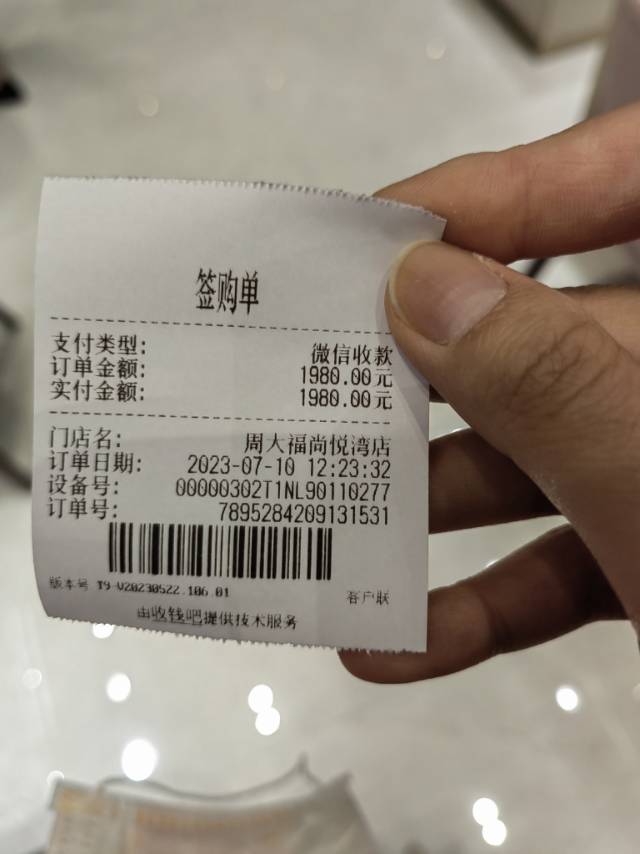 签购单
支付类型: 微信收款
订单金额: 1980.00元
实付金额: 1980.00元
门店名: 周大福尚悦湾店
订单日期: 2023-07-10 12:23:32
设备号: 00000302T1NL90110277
订单号: 7895284209131531
版本号 T9-V20230522.106.01 客户联
由收钱吧提供技术服务